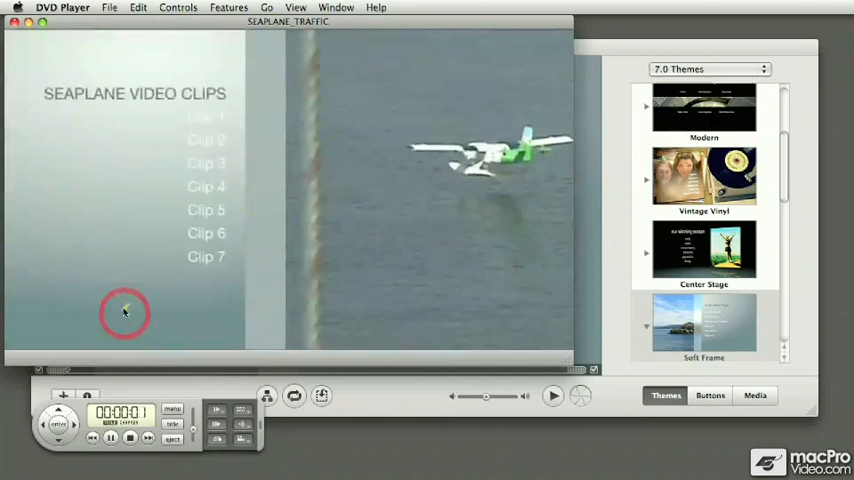 DVD Player File Edit Controls Features Go View Window Help
SEAPLANE_TRAFFIC
SEAPLANE VIDEO CLIPS
Clip 1
Clip 2
Clip 3
Clip 4
Clip 5
Clip 6
Clip 7
7.0 Themes
Modern
Vintage Vinyl
Center Stage
Soft Frame
Themes Buttons Media
enter
00:00:01
TITLE CHAPTER
menu
title
eject
macPro
Video.com